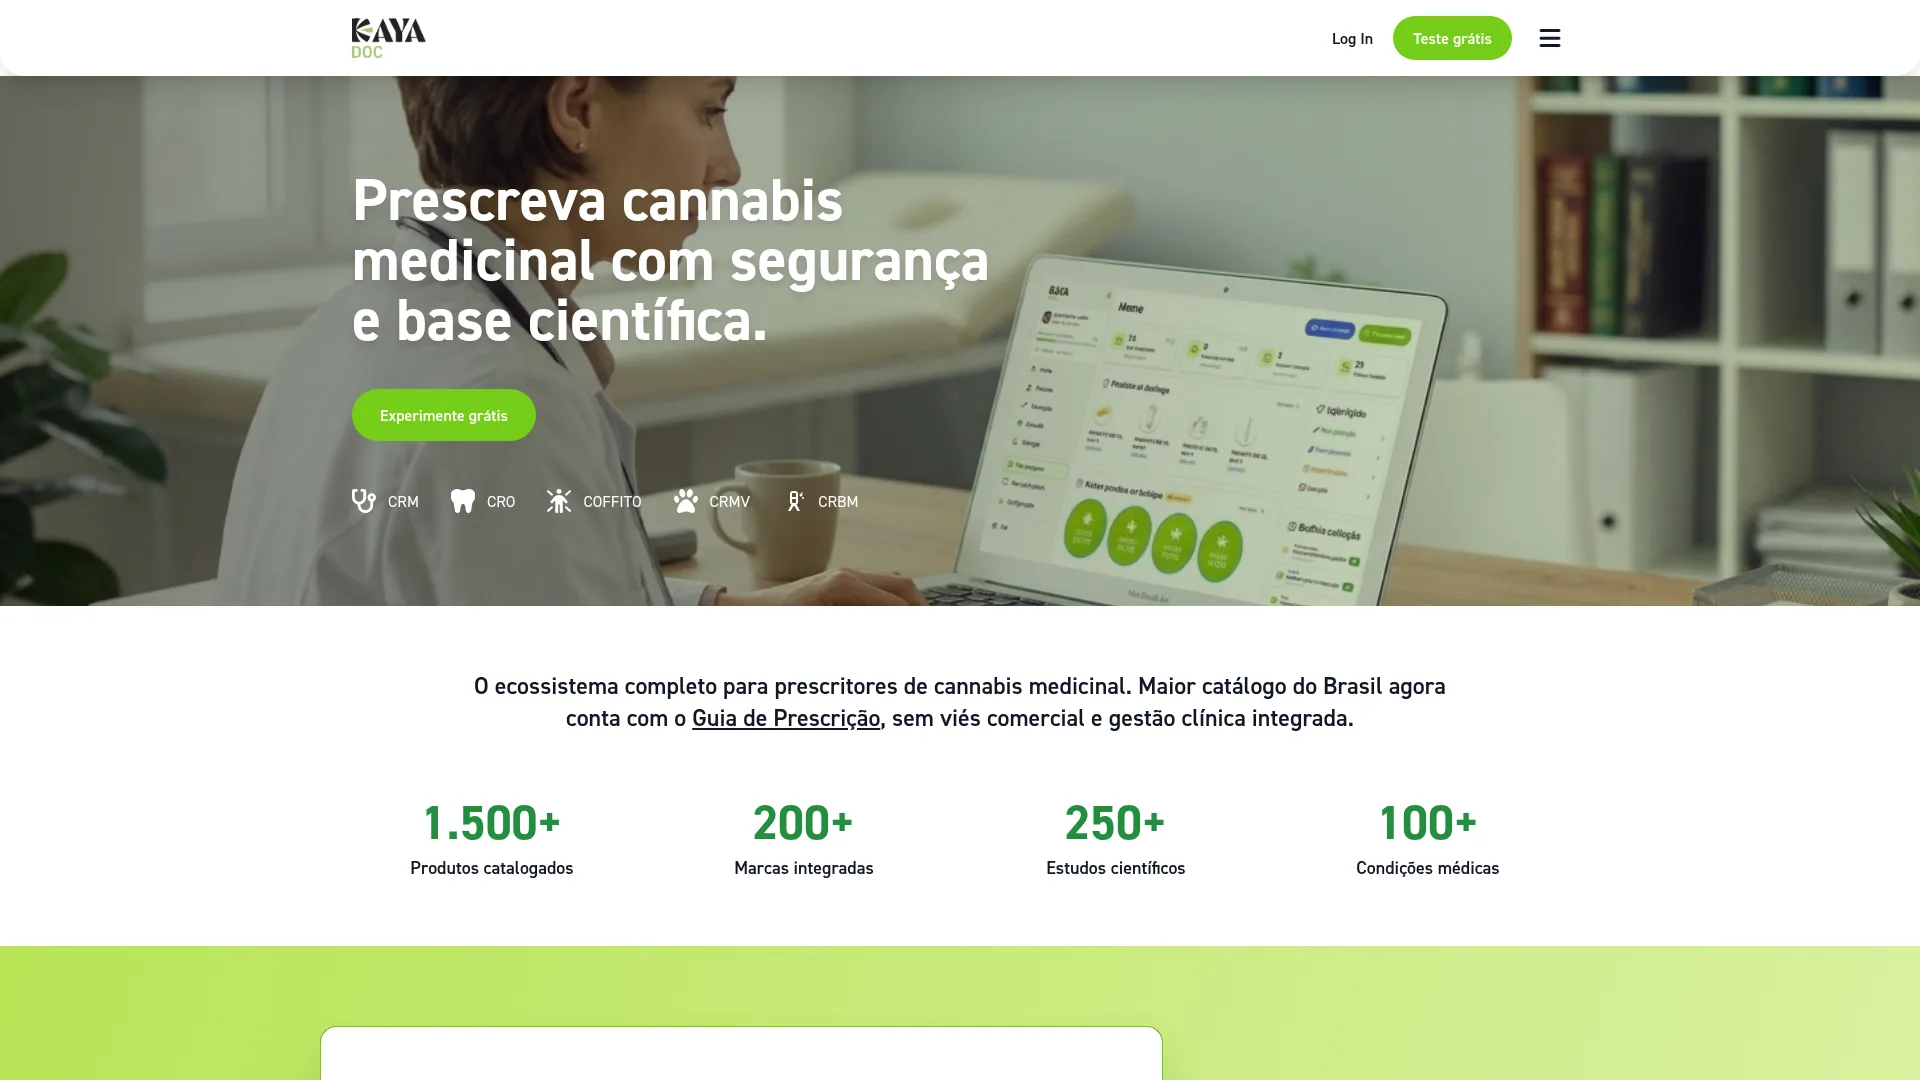 KAYA
DOC
Log In
Teste grátis
Prescreva cannabis
medicinal com segurança
e base científica.
Experimente grátis
CRM
CRO
COFFITO
CRMV
CRBM
O ecossistema completo para prescritores de cannabis medicinal. Maior catálogo do Brasil agora
conta com o Guia de Prescrição, sem viés comercial e gestão clínica integrada.
1.500+
200+
250+
100+
Produtos catalogados
Marcas integradas
Estudos científicos
Condições médicas